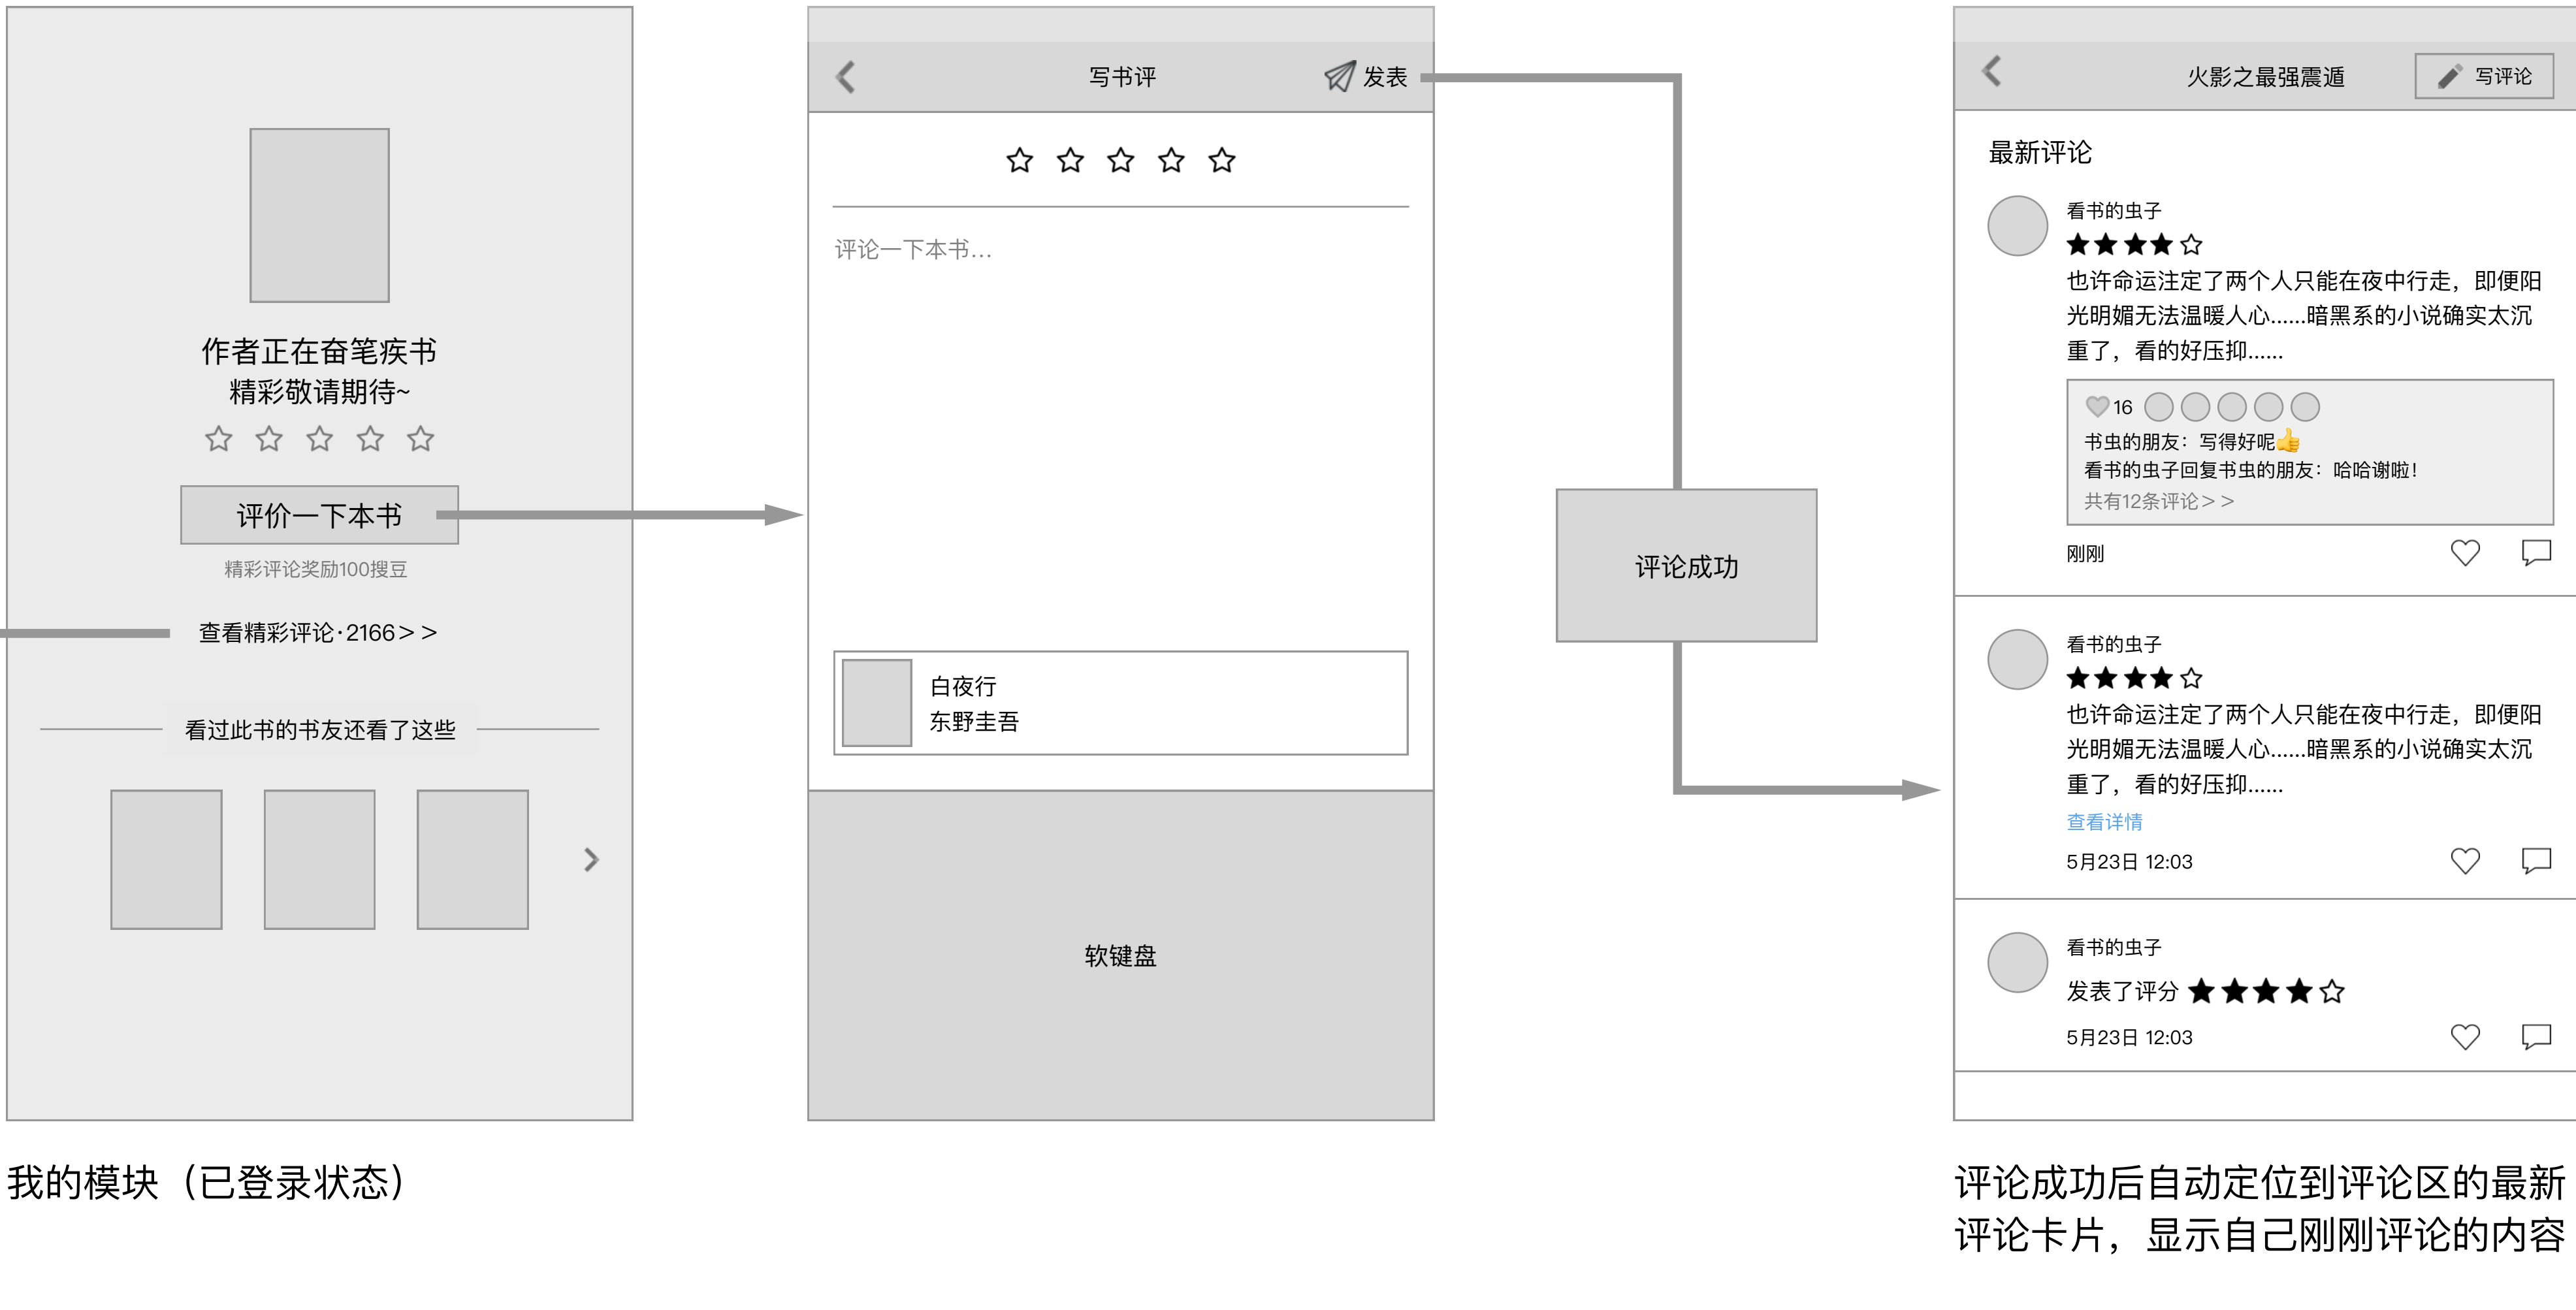 作者正在奋笔疾书
精彩敬请期待~
评价一下本书
精彩评论奖励100搜豆
查看精彩评论·2166>>
看过此书的书友还看了这些
我的模块（已登录状态）
写书评
发表
评论一下本书...
白夜行
东野圭吾
软键盘
评论成功
火影之最强震遁
写评论
最新评论
看书的虫子
也许命运注定了两个人只能在夜中行走，即便阳
光明媚无法温暖人心......暗黑系的小说确实太沉
重了，看的好压抑......
16
书虫的朋友：写得好呢👍
看书的虫子回复书虫的朋友：哈哈谢啦！
共有12条评论>>
刚刚
看书的虫子
也许命运注定了两个人只能在夜中行走，即便阳
光明媚无法温暖人心......暗黑系的小说确实太沉
重了，看的好压抑......
查看详情
5月23日 12:03
看书的虫子
发表了评分
5月23日 12:03
评论成功后自动定位到评论区的最新
评论卡片，显示自己刚刚评论的内容